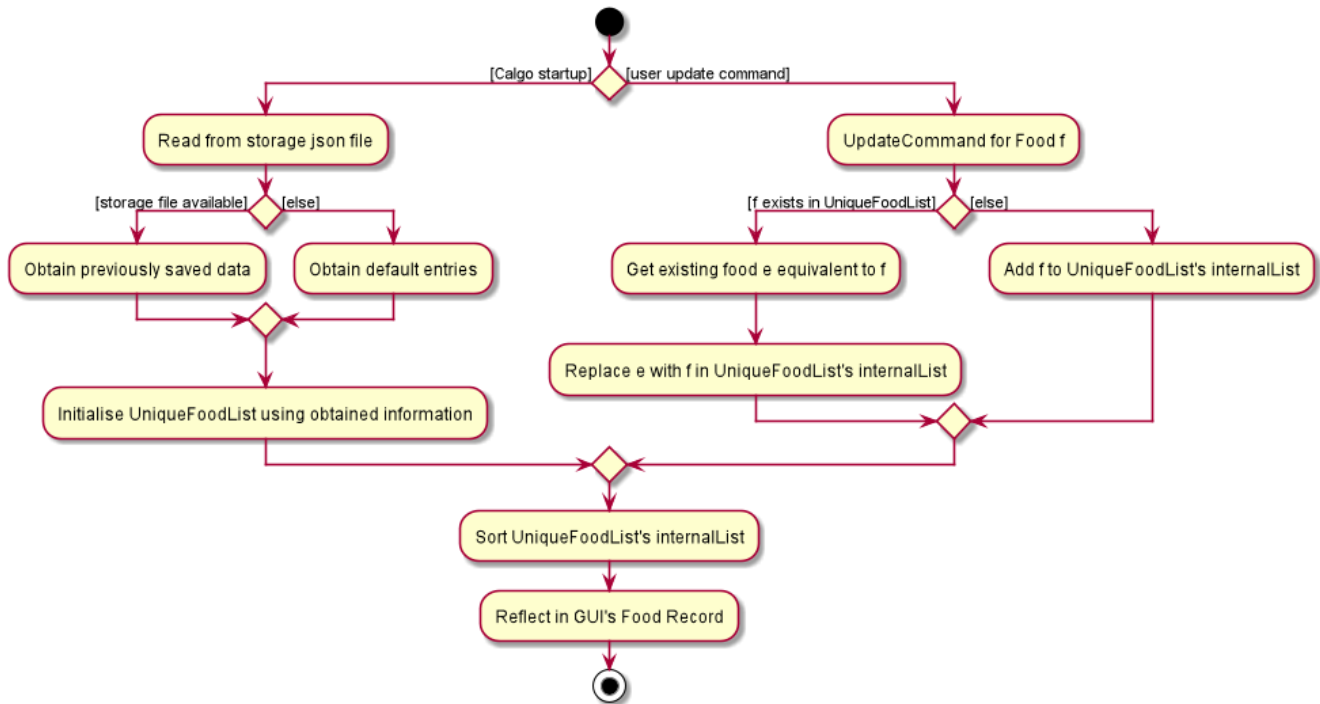 [Calgo startup]
[user update command]
Read from storage json file
UpdateCommand for Food f
[storage file available]
[else]
[f exists in UniqueFoodList]
[else]
Obtain previously saved data
Obtain default entries
Get existing food e equivalent to f
Add f to UniqueFoodList's internalList
Replace e with f in UniqueFoodList's internalList
Initialise UniqueFoodList using obtained information
Sort UniqueFoodList's internalList
Reflect in GUI's Food Record